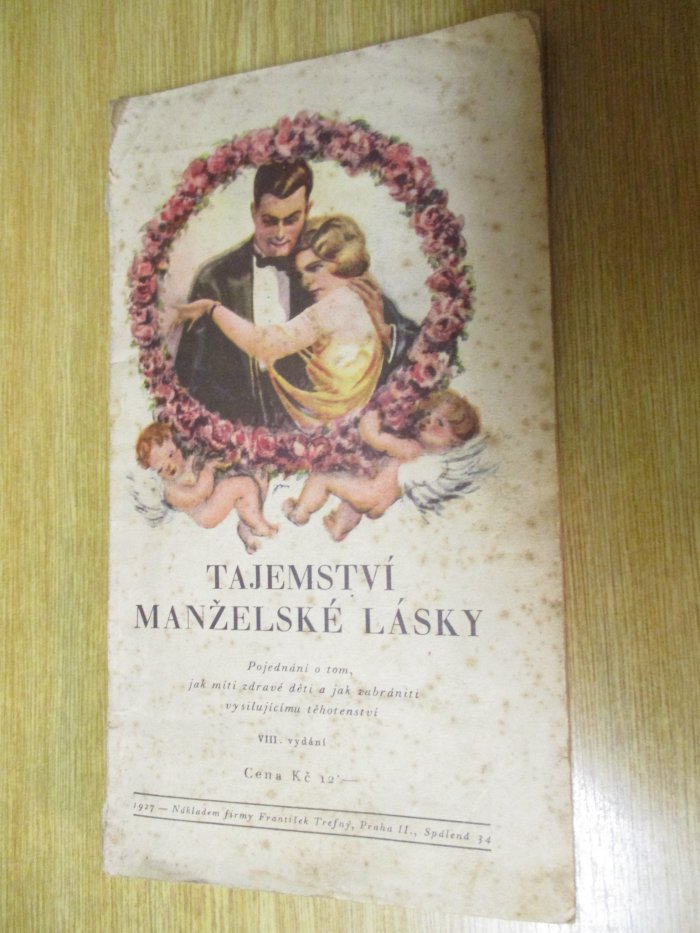 TAJEMSTVÍ
MANŽELSKÉ LÁSKY
Pojednání o tom,
jak míti zdravé děti a jak zabrániti
vysilujícímu těhotenství
VIII. vydání
Cena Kč 12·—
1927 — Nákladem firmy František Trefný, Praha II., Spálená 34